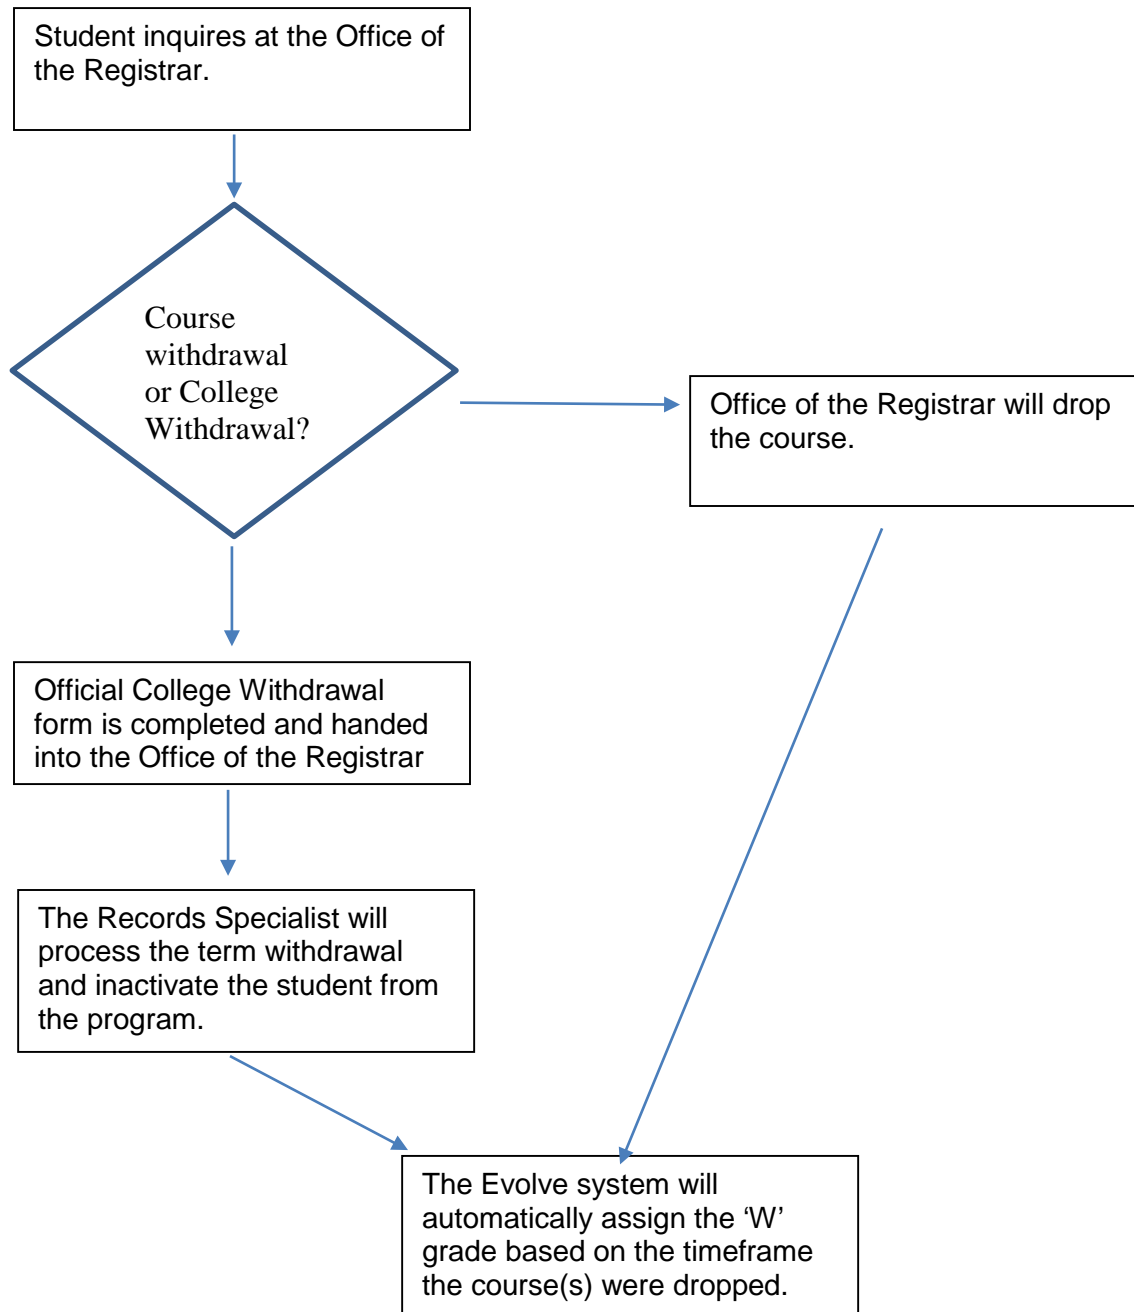 Student inquires at the Office of
the Registrar.
Course
withdrawal
or College
Withdrawal?
Office of the Registrar will drop
the course.
Official College Withdrawal
form is completed and handed
into the Office of the Registrar
The Records Specialist will
process the term withdrawal
and inactivate the student from
the program.
The Evolve system will
automatically assign the ‘W’
grade based on the timeframe
the course(s) were dropped.